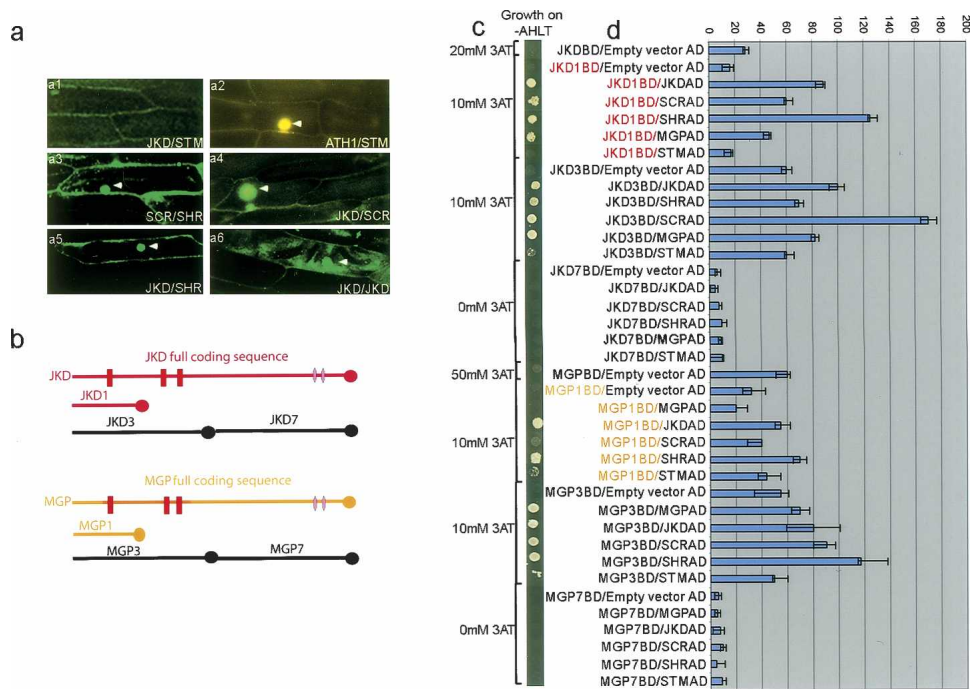 a
a1
JKD/STM
a2
ATH1/STM
a3
SCR/SHR
a4
JKD/SCR
a5
JKD/SHR
a6
JKD/JKD
b
JKD full coding sequence
JKD
JKD1
JKD3
JKD7
MGP full coding sequence
MGP
MGP1
MGP3
MGP7
c
Growth on
-AHLT
20mM 3AT
10mM 3AT
10mM 3AT
0mM 3AT
50mM 3AT
10mM 3AT
10mM 3AT
0mM 3AT
d
0 20 40 60 80 100 120 140 160 180 200
JKDBD/Empty vector AD
JKD1BD/Empty vector AD
JKD1BD/JKDAD
JKD1BD/SCRAD
JKD1BD/SHRAD
JKD1BD/MGPAD
JKD1BD/STMAD
JKD3BD/Empty vector AD
JKD3BD/JKDAD
JKD3BD/SHRAD
JKD3BD/SCRAD
JKD3BD/MGPAD
JKD3BD/STMAD
JKD7BD/Empty vector AD
JKD7BD/JKDAD
JKD7BD/SCRAD
JKD7BD/SHRAD
JKD7BD/MGPAD
JKD7BD/STMAD
MGPBD/Empty vector AD
MGP1BD/Empty vector AD
MGP1BD/MGPAD
MGP1BD/JKDAD
MGP1BD/SCRAD
MGP1BD/SHRAD
MGP1BD/STMAD
MGP3BD/Empty vector AD
MGP3BD/MGPAD
MGP3BD/JKDAD
MGP3BD/SCRAD
MGP3BD/SHRAD
MGP3BD/STMAD
MGP7BD/Empty vector AD
MGP7BD/MGPAD
MGP7BD/JKDAD
MGP7BD/SCRAD
MGP7BD/SHRAD
MGP7BD/STMAD